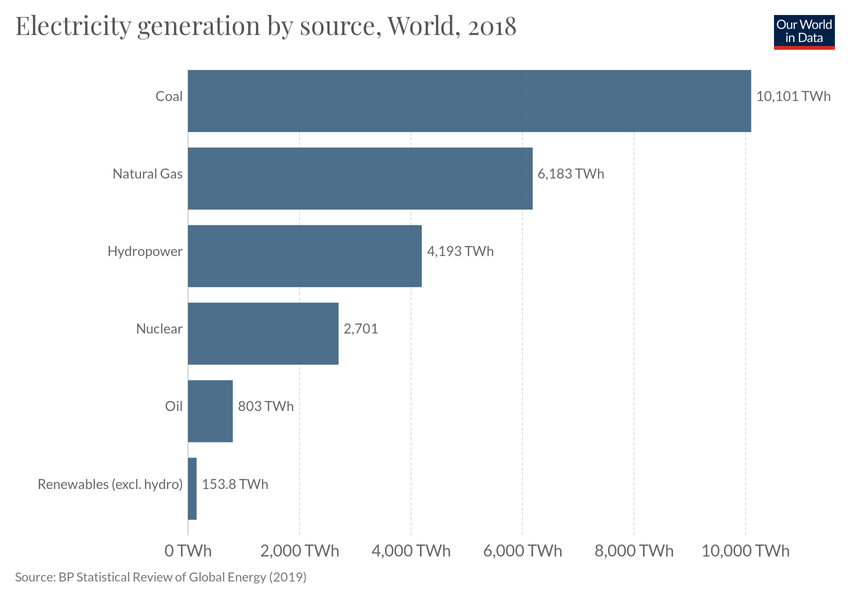 Electricity generation by source, World, 2018
Our World
in Data
Coal
10,101 TWh
Natural Gas
6,183 TWh
Hydropower
4,193 TWh
Nuclear
2,701
Oil
803 TWh
Renewables (excl. hydro)
153.8 TWh
0 TWh
2,000 TWh
4,000 TWh
6,000 TWh
8,000 TWh
10,000 TWh
Source: BP Statistical Review of Global Energy (2019)